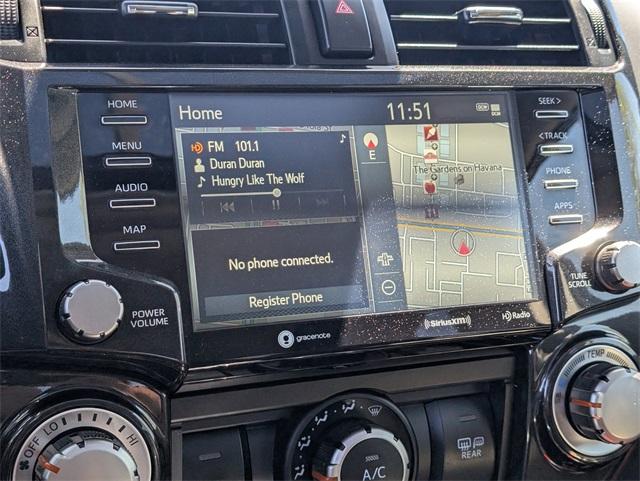 HOME
MENU
AUDIO
MAP
POWER
VOLUME
Home
11:51
DCM
FM 101.1
Duran Duran
Hungry Like The Wolf
No phone connected.
Register Phone
E
The Gardens on Havana
SEEK >
< TRACK
PHONE
APPS
TUNE
SCROLL
gracenote
SiriusXM
HD Radio
OFF LO HI
A/C
REAR
TEMP